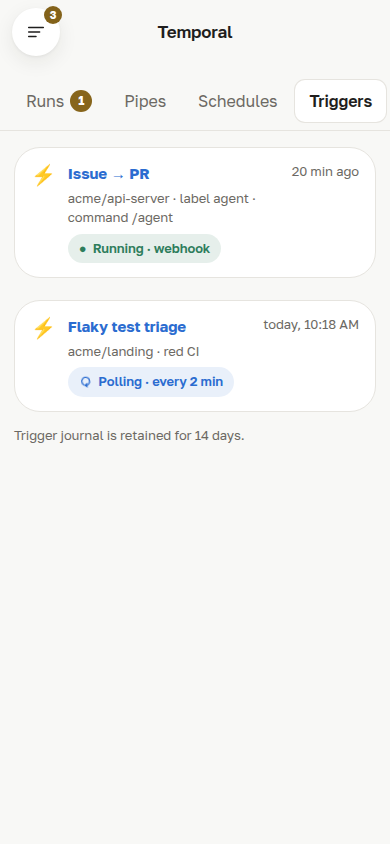 3
Temporal
Runs 1 Pipes Schedules Triggers
⚡ Issue → PR 20 min ago
acme/api-server · label agent ·
command /agent
● Running · webhook
⚡ Flaky test triage today, 10:18 AM
acme/landing · red CI
Polling · every 2 min
Trigger journal is retained for 14 days.